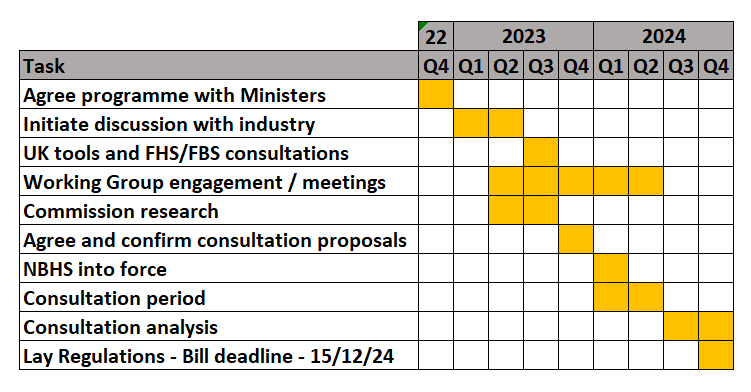 22 2023 2024
Task Q4 Q1 Q2 Q3 Q4 Q1 Q2 Q3 Q4
Agree programme with Ministers
Initiate discussion with industry
UK tools and FHS/FBS consultations
Working Group engagement / meetings
Commission research
Agree and confirm consultation proposals
NBHS into force
Consultation period
Consultation analysis
Lay Regulations - Bill deadline - 15/12/24